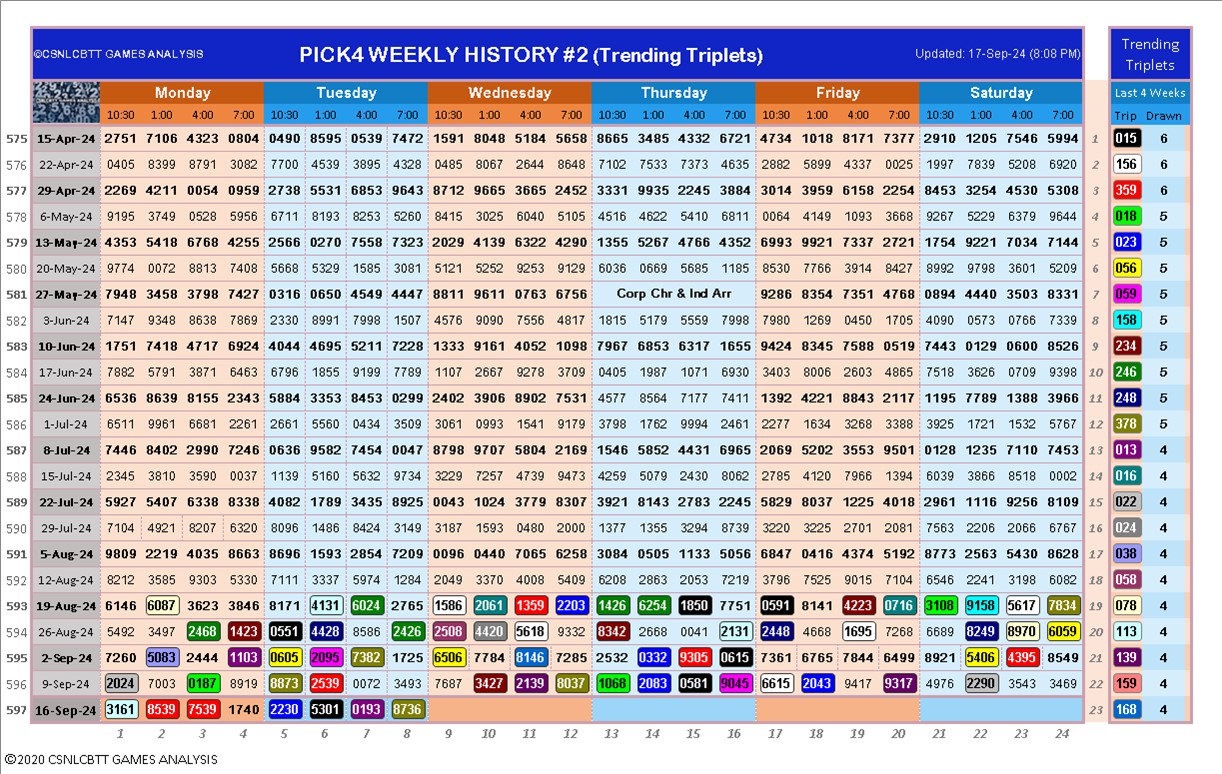 ©CSNLCBTT GAMES ANALYSIS PICK4 WEEKLY HISTORY #2 (Trending Triplets) Updated: 17-Sep-24 (8:08 PM) Trending Triplets
Monday Tuesday Wednesday Thursday Friday Saturday Last 4 Weeks
10:30 1:00 4:00 7:00 10:30 1:00 4:00 7:00 10:30 1:00 4:00 7:00 10:30 1:00 4:00 7:00 10:30 1:00 4:00 7:00 10:30 1:00 4:00 7:00 Trip Drawn
575 15-Apr-24 2751 7106 4323 0804 0490 8595 0539 7472 1591 8048 5184 5658 8665 3485 4332 6721 4734 1018 8171 7377 2910 1205 7546 5994 1 015 6
576 22-Apr-24 0405 8399 8791 3082 7700 4539 3895 4328 0485 8067 2644 8648 7102 7533 7373 4635 2882 5899 4337 0025 1997 7839 5208 6920 2 156 6
577 29-Apr-24 2269 4211 0054 0959 2738 5531 6853 9643 8712 9665 3665 2452 3331 9935 2245 3884 3014 3959 6158 2254 8453 3254 4530 5308 3 359 6
578 6-May-24 9195 3749 0528 5956 6711 8193 8253 5260 8415 3025 6040 5105 4516 4622 5410 6811 0064 4149 1093 3668 9267 5229 6379 9644 4 018 5
579 13-May-24 4353 5418 6768 4255 2566 0270 7558 7323 2029 4139 6322 4290 1355 5267 4766 4352 6993 9921 7337 2721 1754 9221 7034 7144 5 023 5
580 20-May-24 9774 0072 8813 7408 5668 5329 1585 3081 5121 5252 9253 9129 6036 0669 5685 1185 8530 7766 3914 8427 8992 9798 3601 5209 6 056 5
581 27-May-24 7948 3458 3798 7427 0316 0650 4549 4447 8811 9611 0763 6756 Corp Chr & Ind Arr 9286 8354 7351 4768 0894 4440 3503 8331 7 059 5
582 3-Jun-24 7147 9348 8638 7869 2330 8991 7998 1507 4576 9090 7556 4817 1815 5179 5559 7998 7980 1269 0450 1705 4090 0573 0766 7339 8 158 5
583 10-Jun-24 1751 7418 4717 6924 4044 4695 5211 7228 1333 9161 4052 1098 7967 6853 6317 1655 9424 8345 7588 0519 7443 0129 0600 8526 9 234 5
584 17-Jun-24 7882 5791 3871 6463 6796 1855 9199 7789 1107 2667 9278 3709 0405 1987 1071 6930 3403 8006 2603 4865 7518 3626 0709 9398 10 246 5
585 24-Jun-24 6536 8639 8155 2343 5884 3353 8453 0299 2402 3906 8902 7531 4577 8564 7177 7411 1392 4221 8843 2117 1195 7789 1388 3966 11 248 5
586 1-Jul-24 6511 9961 6681 2261 2661 5560 0434 3509 3061 0993 1541 9179 3798 1762 9994 2461 2277 1634 3268 3388 3925 1721 1532 5767 12 378 5
587 8-Jul-24 7446 8402 2990 7246 0636 9582 7454 0047 8798 9707 5804 2169 1546 5852 4431 6965 2069 5202 3553 9501 0128 1235 7110 7453 13 013 4
588 15-Jul-24 2345 3810 3590 0037 1139 5160 5632 9734 3229 7257 4739 9473 4259 5079 2433 8062 2785 4120 7966 1394 6039 3866 8518 0002 14 016 4
589 22-Jul-24 5927 5407 6338 8338 4082 1789 3435 8925 0043 1024 3779 8307 3921 8143 2783 2245 5829 8037 1225 4018 2961 1116 9256 8109 15 022 4
590 29-Jul-24 7104 4921 8207 6320 8096 1486 8424 3149 3187 1593 0480 2000 1377 1355 3294 8739 3220 3225 2701 2081 7563 2206 2066 6767 16 024 4
591 5-Aug-24 9809 2219 4035 8663 8696 1593 2854 7209 0096 0440 7065 6258 3084 0505 1133 5056 6847 0416 4374 5192 8773 2563 5430 8628 17 038 4
592 12-Aug-24 8212 3585 9303 5330 7111 3337 5974 1284 2049 3370 4008 5409 6208 2863 2053 7219 3796 7525 9015 7104 6546 2241 3198 6082 18 058 4
593 19-Aug-24 6146 6087 3623 3846 8171 4131 6024 2765 1586 2061 1359 2203 1426 6254 1850 7751 0591 8141 4223 0716 3108 9158 5617 7834 19 078 4
594 26-Aug-24 5492 3497 2468 1423 0551 4428 8586 2426 2508 4420 5618 9332 8342 2668 0041 2131 2448 4668 1695 7268 6689 8249 8970 6059 20 113 4
595 2-Sep-24 7260 5083 2444 1103 0605 2095 7382 1725 6506 7784 8146 7285 2532 0332 9305 0615 7361 6765 7844 6499 8921 5406 4395 8549 21 139 4
596 9-Sep-24 2024 7003 0187 8919 8873 2539 0072 3493 7687 3427 2139 8037 1068 2083 0581 9045 6615 2043 9417 9317 4976 2290 3543 3469 22 159 4
597 16-Sep-24 3161 8539 7539 1740 2230 5301 0193 8736 23 168 4
1 2 3 4 5 6 7 8 9 10 11 12 13 14 15 16 17 18 19 20 21 22 23 24
©2020 CSNLCBTT GAMES ANALYSIS